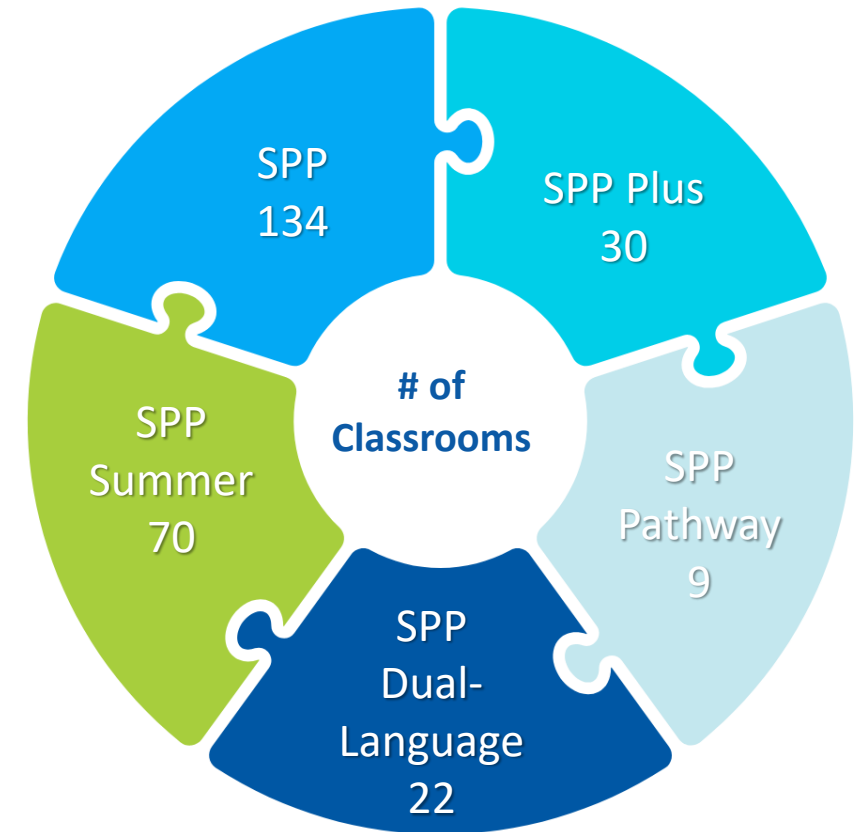 SPP
134
SPP Plus
30
# of
Classrooms
SPP
Summer
70
SPP
Pathway
9
SPP
Dual-
Language
22